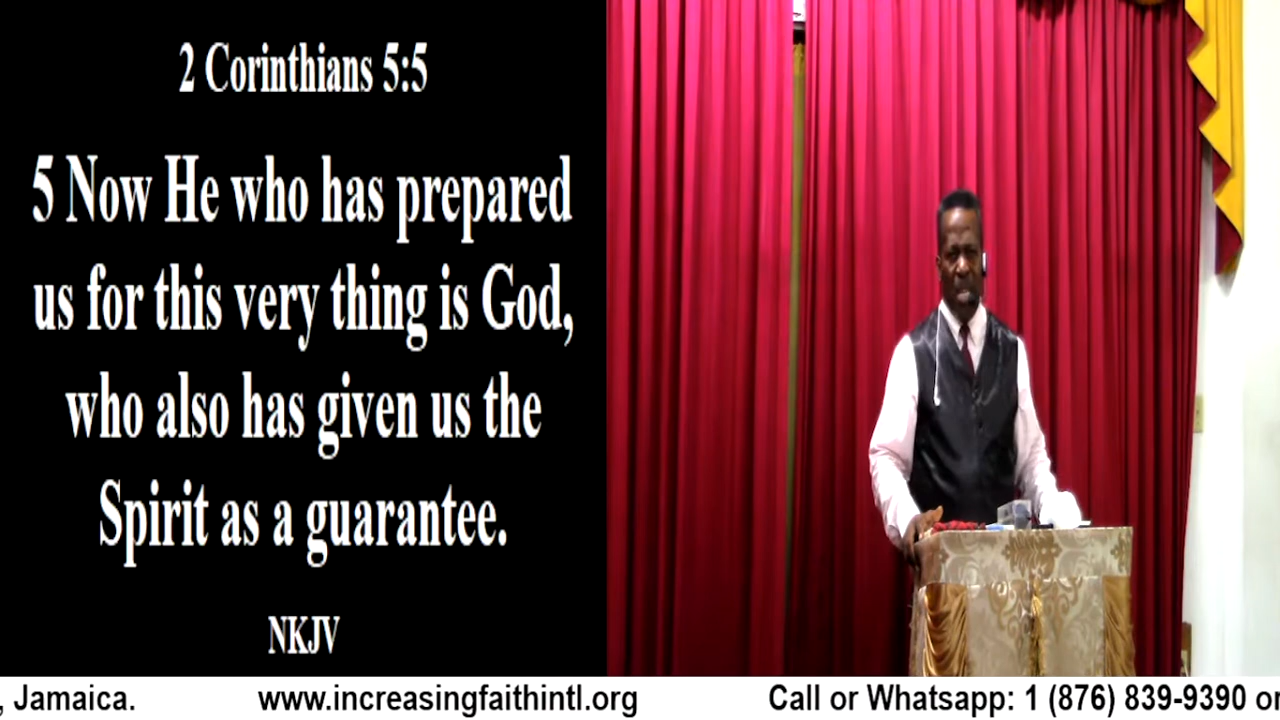 2 Corinthians 5:5
5 Now He who has prepared
us for this very thing is God,
who also has given us the
Spirit as a guarantee.
NKJV
, Jamaica. www.increasingfaithintl.org Call or Whatsapp: 1 (876) 839-9390 or